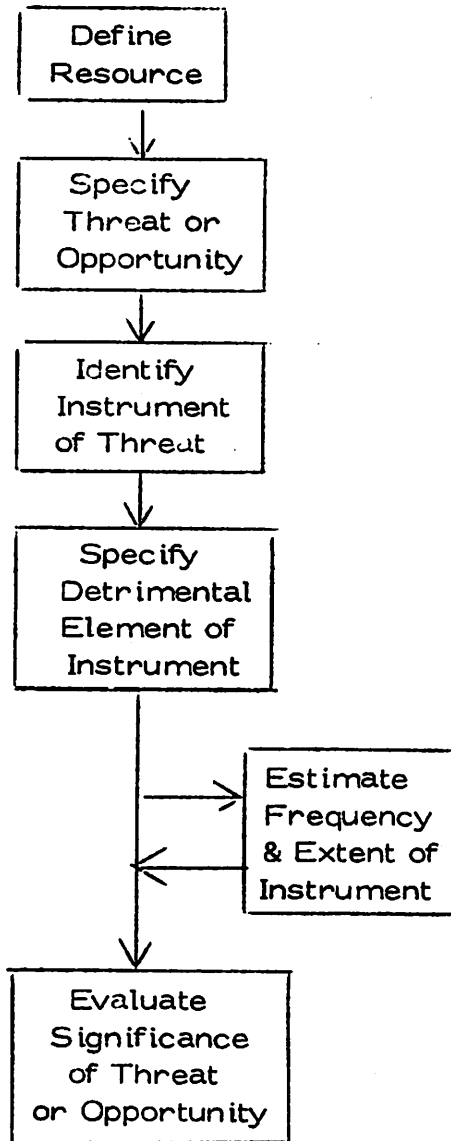 Define
Resource
Specify
Threat or
Opportunity
Identify
Instrument
of Threat
Specify
Detrimental
Element of
Instrument
Estimate
Frequency
& Extent of
Instrument
Evaluate
Significance
of Threat
or Opportunity